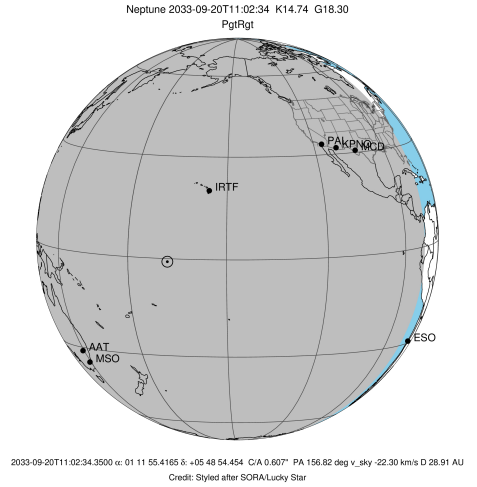 Neptune 2033-09-20T11:02:34 K14.74 G18.30
PgtRgt
PAL
KPNO
MCD
IRTF
ESO
AAT
MSO
2033-09-20T11:02:34.3500 α: 01 11 55.4165 δ: +05 48 54.454 C/A 0.607" PA 156.82 deg v_sky -22.30 km/s D 28.91 AU
Credit: Styled after SORA/Lucky Star